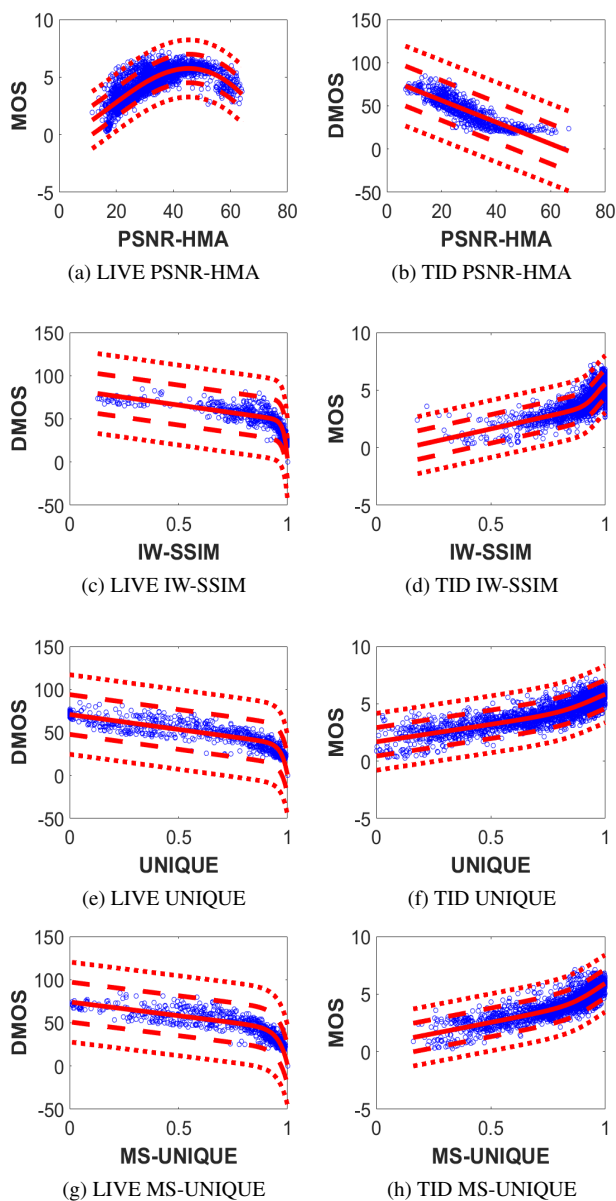 10
5
0
-5
MOS
0 20 40 60 80
PSNR-HMA
(a) LIVE PSNR-HMA
150
100
50
0
-50
DMOS
0 20 40 60 80
PSNR-HMA
(b) TID PSNR-HMA
150
100
50
0
-50
DMOS
0 0.5 1
IW-SSIM
(c) LIVE IW-SSIM
10
5
0
-5
MOS
0 0.5 1
IW-SSIM
(d) TID IW-SSIM
150
100
50
0
-50
DMOS
0 0.5 1
UNIQUE
(e) LIVE UNIQUE
10
5
0
-5
MOS
0 0.5 1
UNIQUE
(f) TID UNIQUE
150
100
50
0
-50
DMOS
0 0.5 1
MS-UNIQUE
(g) LIVE MS-UNIQUE
10
5
0
-5
MOS
0 0.5 1
MS-UNIQUE
(h) TID MS-UNIQUE